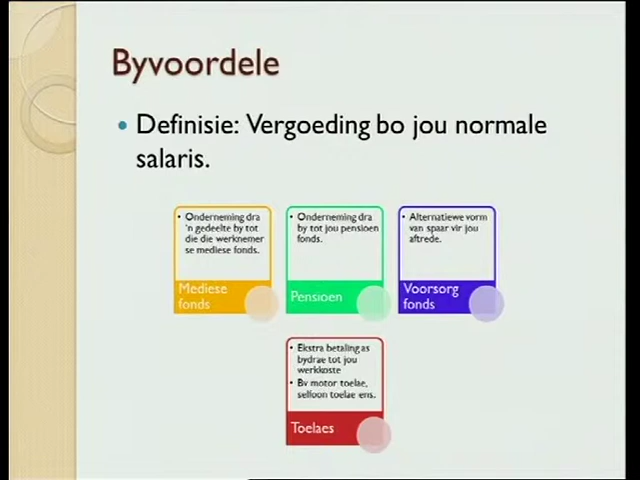 Byvoordele
• Definisie: Vergoeding bo jou normale
salaris.
• Onderneming dra
'n gedeelte by tot
die die werknemer
se mediese fonds.
Mediese
fonds
• Onderneming dra
by tot jou pensioen
fonds.
Pensioen
• Alternatiewe vorm
van spaar vir jou
aftrede.
Voorsorg
fonds
• Ekstra betaling as
bydrae tot jou
werkkoste
• Bv motor toelae,
selfoon toelae ens.
Toelaes